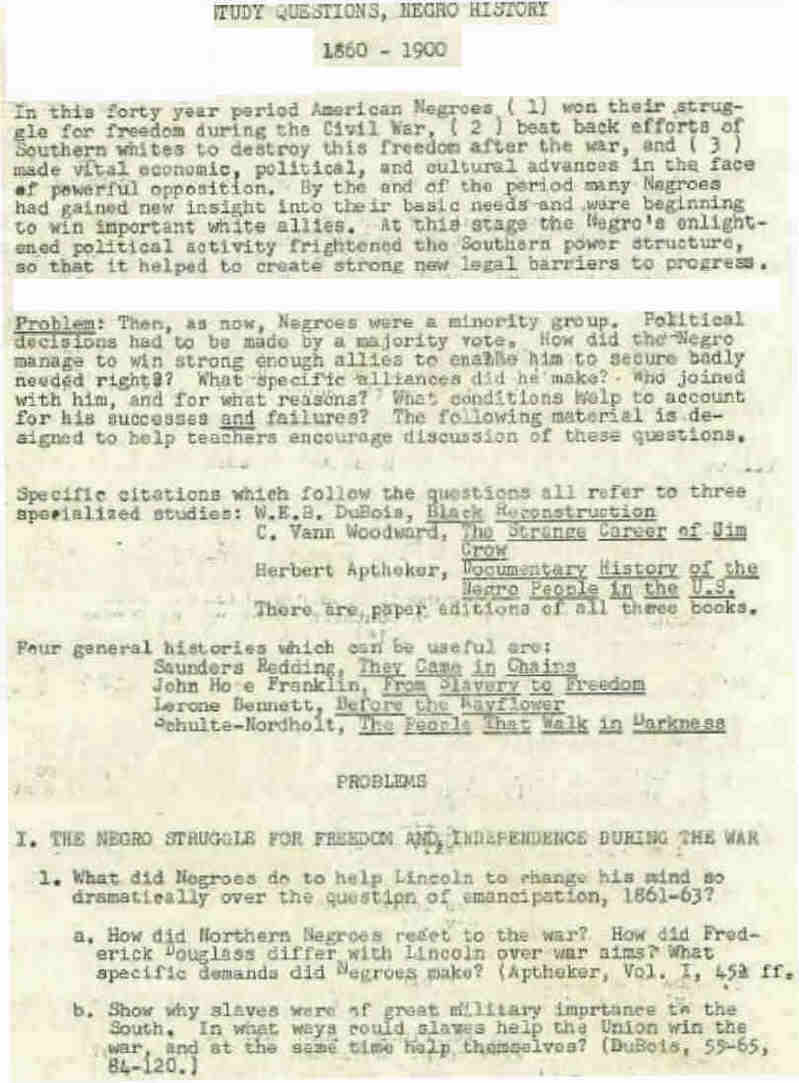 STUDY QUESTIONS, NEGRO HISTORY
1860 - 1900
In this forty year period American Negroes ( 1) won their strug-
gle for freedom during the Civil War, ( 2 ) beat back efforts of
Southern whites to destroy this freedom after the war, and ( 3 )
made vital economic, political, and cultural advances in the face
of powerful opposition. By the end of the period many Negroes
had gained new insight into their basic needs and were beginning
to win important white allies. At this stage the Negro's enlight-
ened political activity frightened the Southern power structure,
so that it helped to create strong new legal barriers to progress.
Problem: Then, as now, Negroes were a minority group. Political
decisions had to be made by a majority vote. How did the Negro
manage to win strong enough allies to enable him to secure badly
needed rights? What specific alliances did he make? Who joined
with him, and for what reasons? What conditions help to account
for his successes and failures? The following material is de-
signed to help teachers encourage discussion of these questions.
Specific citations which follow the questions all refer to three
specialized studies: W.E.B. DuBois, Black Reconstruction
C. Vann Woodward, The Strange Career of Jim
Crow
Herbert Aptheker, Documentary History of the
Negro People in the U.S.
There are paper editions of all three books.
Four general histories which can be useful are:
Saunders Redding, They Came in Chains
John Ho e Franklin, From Slavery to Freedom
Lerone Bennett, Before the Mayflower
Schulte-Nordholt, The People That Walk in Darkness
PROBLEMS
I. THE NEGRO STRUGGLE FOR FREEDOM AND INDEPENDENCE DURING THE WAR
1. What did Negroes do to help Lincoln to change his mind so
dramatically over the question of emancipation, 1861-63?
a. How did Northern Negroes react to the war? How did Fred-
erick Douglass differ with Lincoln over war aims? What
specific demands did Negroes make? (Aptheker, Vol. I, ff.
b. Show why slaves were of great military imprtance to the
South. In what ways could slaves help the Union win the
war, and at the same time help themselves? (DuBois, 55-65,
84-120.)